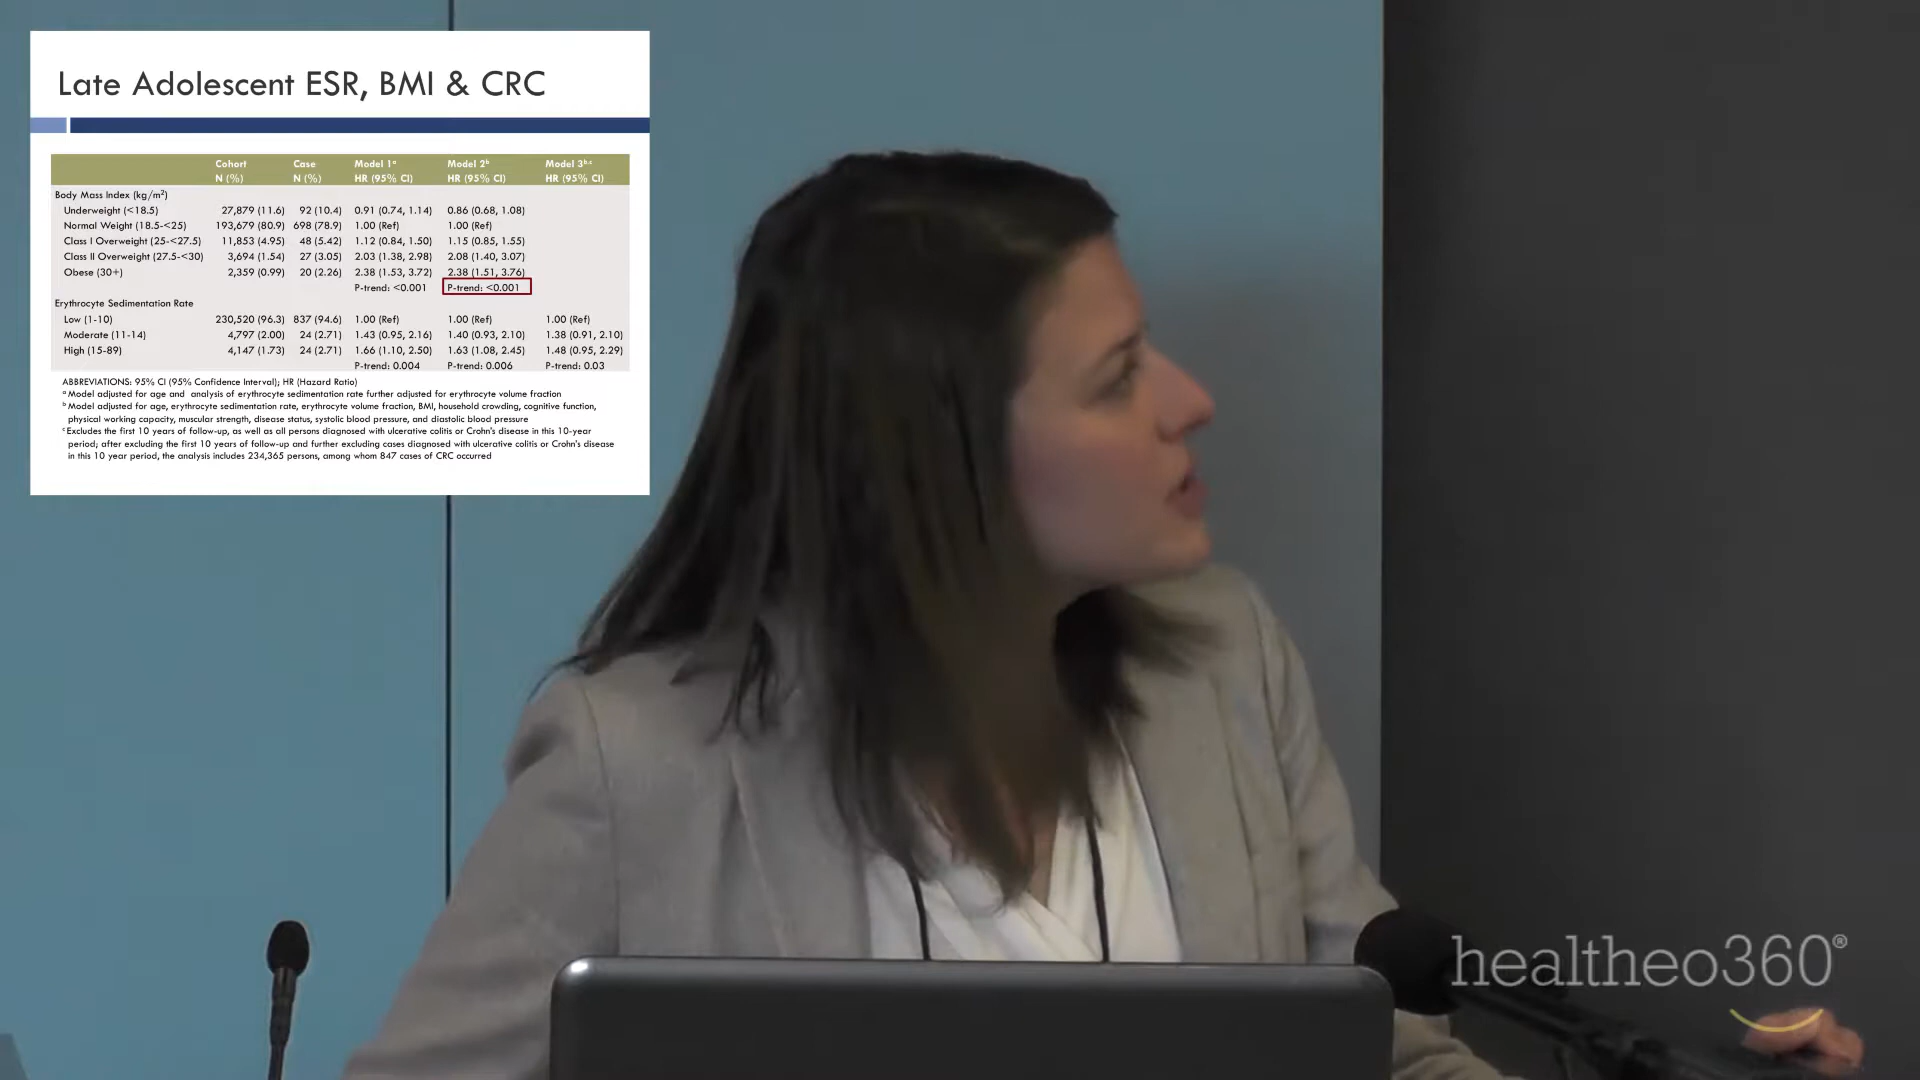 Late Adolescent ESR, BMI & CRC
Cohort Case Model 1ᵃ Model 2ᵇ Model 3ᵇ·ᶜ
N (%) N (%) HR (95% CI) HR (95% CI) HR (95% CI)
Body Mass Index (kg/m²)
Underweight (<18.5) 27,879 (11.6) 92 (10.4) 0.91 (0.74, 1.14) 0.86 (0.68, 1.08)
Normal Weight (18.5-<25) 193,679 (80.9) 698 (78.9) 1.00 (Ref) 1.00 (Ref)
Class I Overweight (25-<27.5) 11,853 (4.95) 48 (5.42) 1.12 (0.84, 1.50) 1.15 (0.85, 1.55)
Class II Overweight (27.5-<30) 3,694 (1.54) 27 (3.05) 2.03 (1.38, 2.98) 2.08 (1.40, 3.07)
Obese (30+) 2,359 (0.99) 20 (2.26) 2.38 (1.53, 3.72) 2.38 (1.51, 3.76)
P-trend: <0.001 P-trend: <0.001
Erythrocyte Sedimentation Rate
Low (1-10) 230,520 (96.3) 837 (94.6) 1.00 (Ref) 1.00 (Ref) 1.00 (Ref)
Moderate (11-14) 4,797 (2.00) 24 (2.71) 1.43 (0.95, 2.16) 1.40 (0.93, 2.10) 1.38 (0.91, 2.10)
High (15-89) 4,147 (1.73) 24 (2.71) 1.66 (1.10, 2.50) 1.63 (1.08, 2.45) 1.48 (0.95, 2.29)
P-trend: 0.004 P-trend: 0.006 P-trend: 0.03
ABBREVIATIONS: 95% CI (95% Confidence Interval); HR (Hazard Ratio)
ᵃ Model adjusted for age and analysis of erythrocyte sedimentation rate further adjusted for erythrocyte volume fraction
ᵇ Model adjusted for age, erythrocyte sedimentation rate, erythrocyte volume fraction, BMI, household crowding, cognitive function,
physical working capacity, muscular strength, disease status, systolic blood pressure, and diastolic blood pressure
ᶜ Excludes the first 10 years of follow-up, as well as all persons diagnosed with ulcerative colitis or Crohn's disease in this 10-year
period; after excluding the first 10 years of follow-up and further excluding cases diagnosed with ulcerative colitis or Crohn's disease
in this 10 year period, the analysis includes 234,365 persons, among whom 847 cases of CRC occurred
healtheo360®